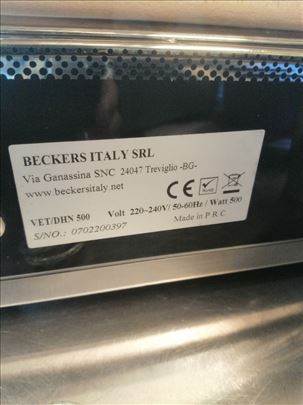 BECKERS ITALY SRL
Via Ganassina SNC 24047 Treviglio -BG-
www.beckersitaly.net
CE
VET/DHN 500 Volt 220~240V/ 50-60Hz / Watt 500
S/NO.: 0702200397 Made in P R C